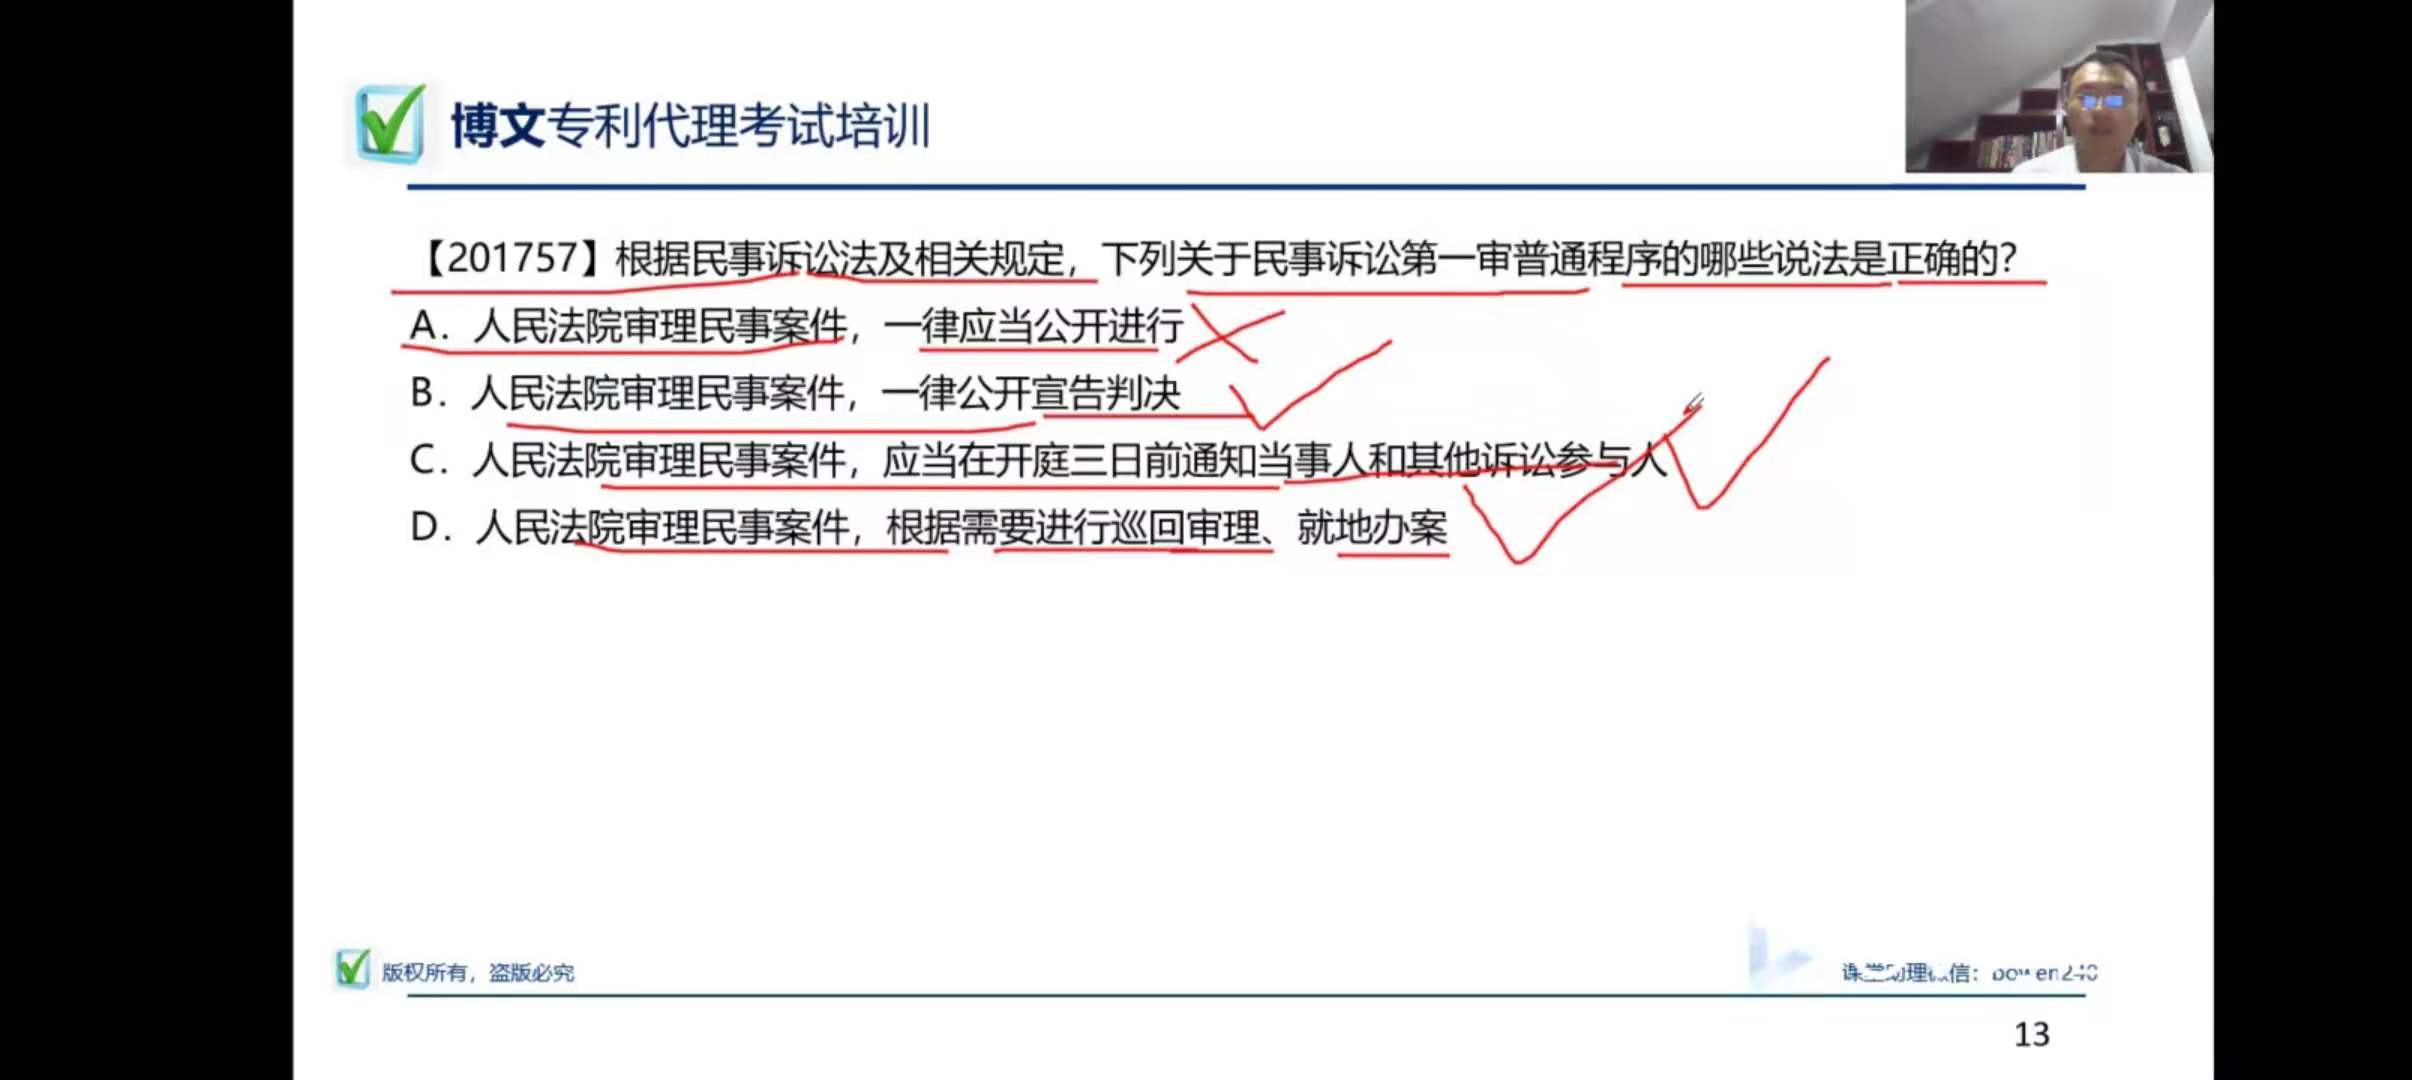 博文专利代理考试培训
【201757】根据民事诉讼法及相关规定，下列关于民事诉讼第一审普通程序的哪些说法是正确的？
A．人民法院审理民事案件，一律应当公开进行
B．人民法院审理民事案件，一律公开宣告判决
C．人民法院审理民事案件，应当在开庭三日前通知当事人和其他诉讼参与人
D．人民法院审理民事案件，根据需要进行巡回审理、就地办案
版权所有，盗版必究
理 信：
13